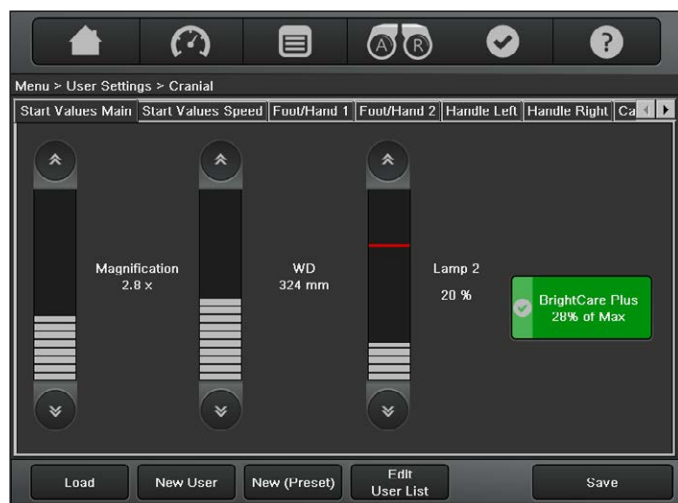 A R ?
Menu > User Settings > Cranial
Start Values Main Start Values Speed Foot/Hand 1 Foot/Hand 2 Handle Left Handle Right Ca
Magnification
2.8 x
WD
324 mm
Lamp 2
20 %
BrightCare Plus
28% of Max
Load New User New (Preset) Edit
User List Save